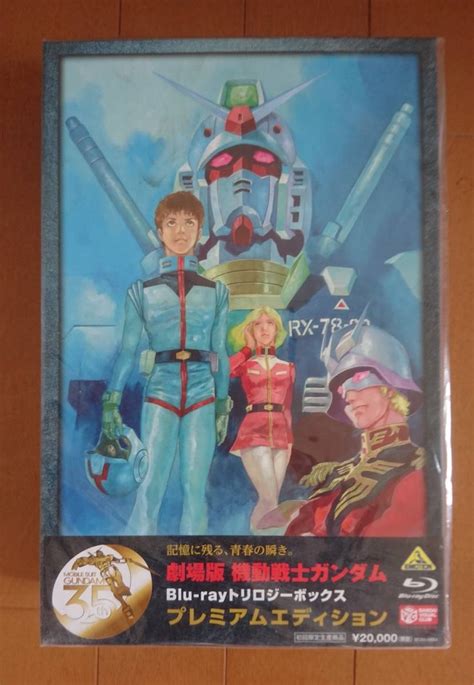 RX-78-
記憶に残る、青春の瞬き。
MOBILE SUIT
GUNDAM
35th
劇場版 機動戦士ガンダム
Blu-rayトリロジーボックス
プレミアムエディション
Blu-ray Disc
BANDAI
VISUAL
CLUB
初回限定生産商品
¥20,000